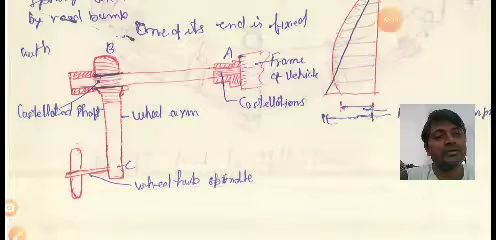 by road bumb
One of its end is fixed
with
B
A
Frame
of Vehicle
Castellated shaft
wheel arm
Castellations
C
wheel hub spindle